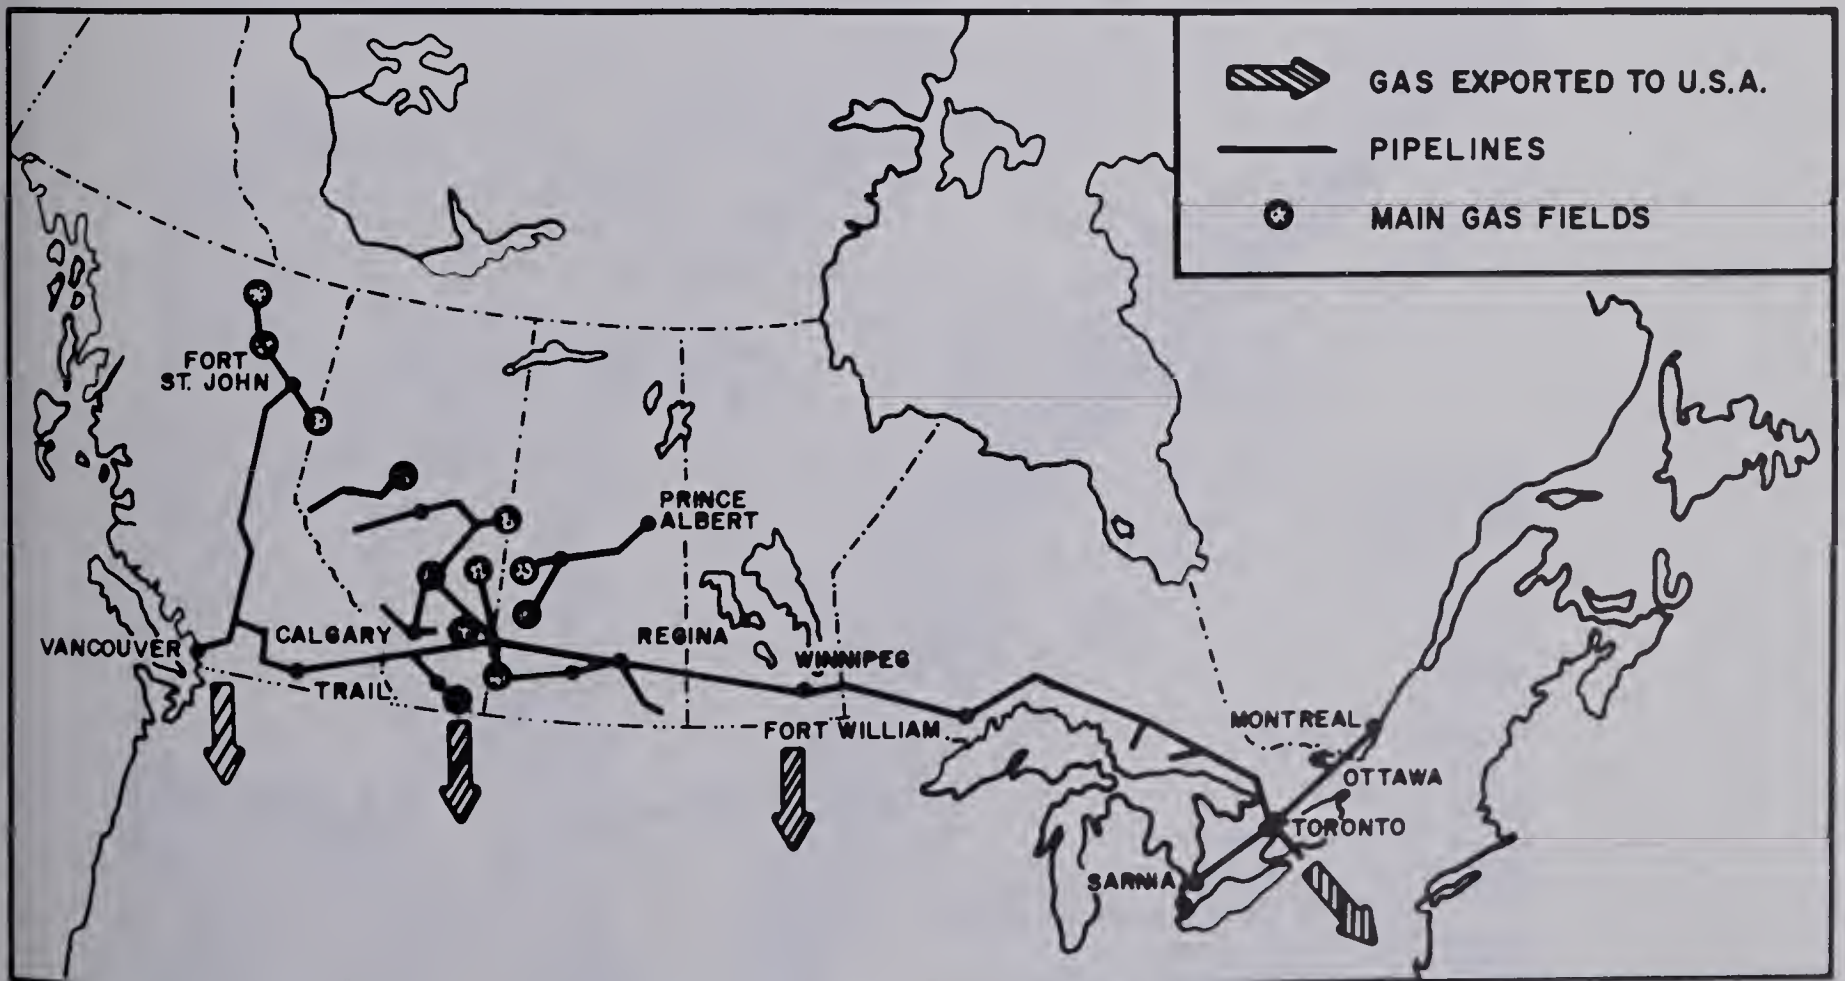 GAS EXPORTED TO U.S.A.
PIPELINES
MAIN GAS FIELDS
FORT
ST. JOHN
PRINCE
ALBERT
VANCOUVER
CALGARY
REGINA
WINNIPEG
TRAIL
FORT WILLIAM
MONTREAL
OTTAWA
TORONTO
SARNIA